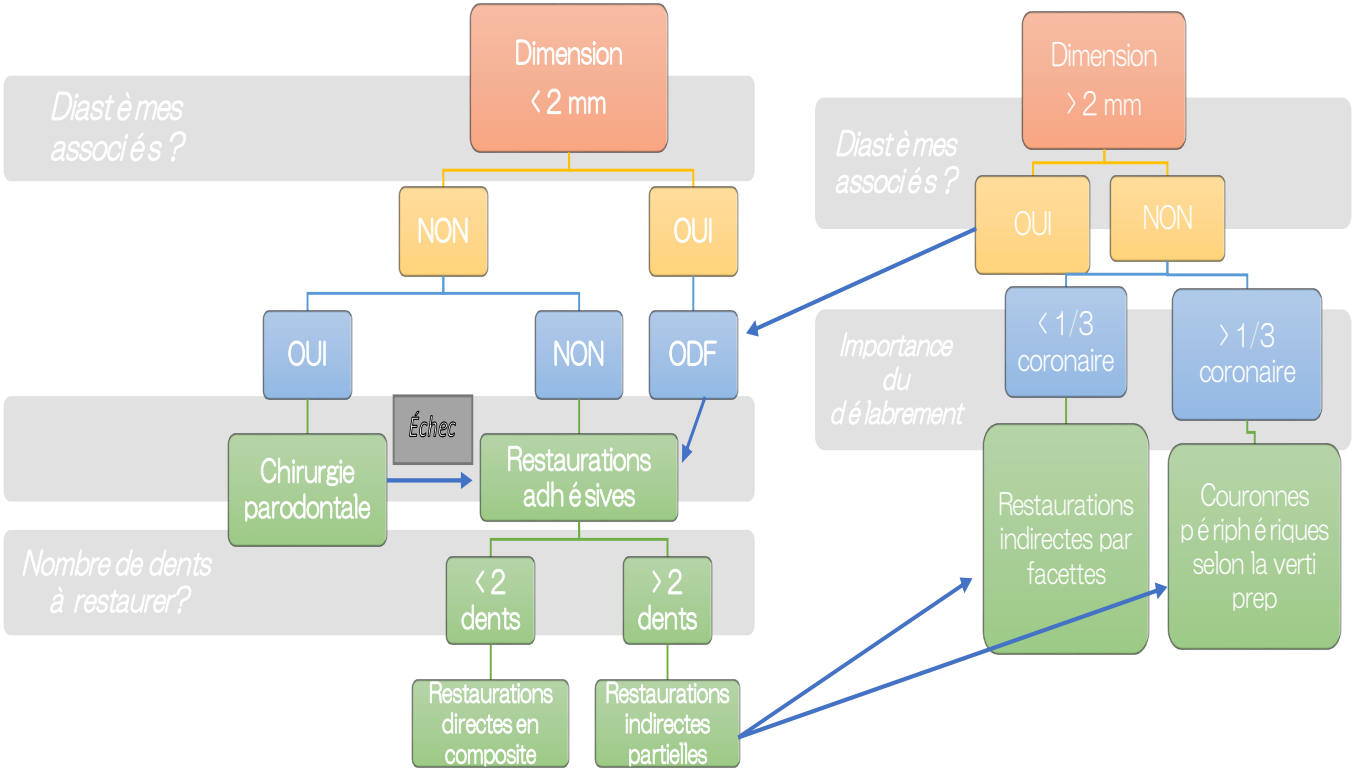 Dimension
< 2 mm
Diastèmes
associés ?
NON
OUI
OUI
NON
ODF
Échec
Chirurgie
parodontale
Restaurations
adhésives
Nombre de dents
à restaurer?
< 2
dents
> 2
dents
Restaurations
directes en
composite
Restaurations
indirectes
partielles
Dimension
> 2 mm
Diastèmes
associés ?
OUI
NON
Importance
du
délabrement
< 1/3
coronaire
> 1/3
coronaire
Restaurations
indirectes par
facettes
Couronnes
périphériques
selon la verti
prep